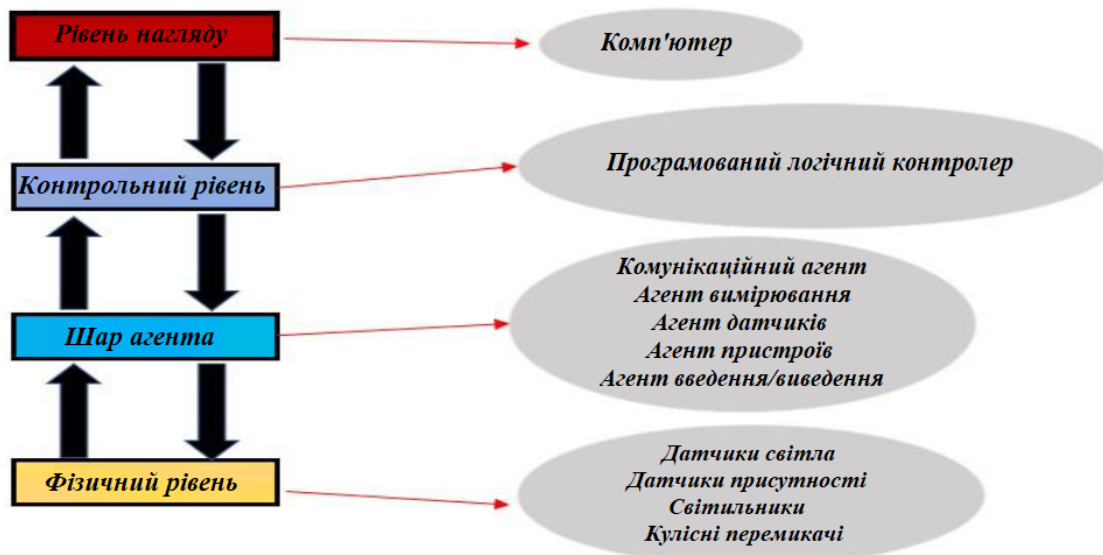 Рівень нагляду
Комп'ютер
Контрольний рівень
Програмований логічний контролер
Шар агента
Комунікаційний агент
Агент вимірювання
Агент датчиків
Агент пристроїв
Агент введення/виведення
Фізичний рівень
Датчики світла
Датчики присутності
Світильники
Кулісні перемикачі